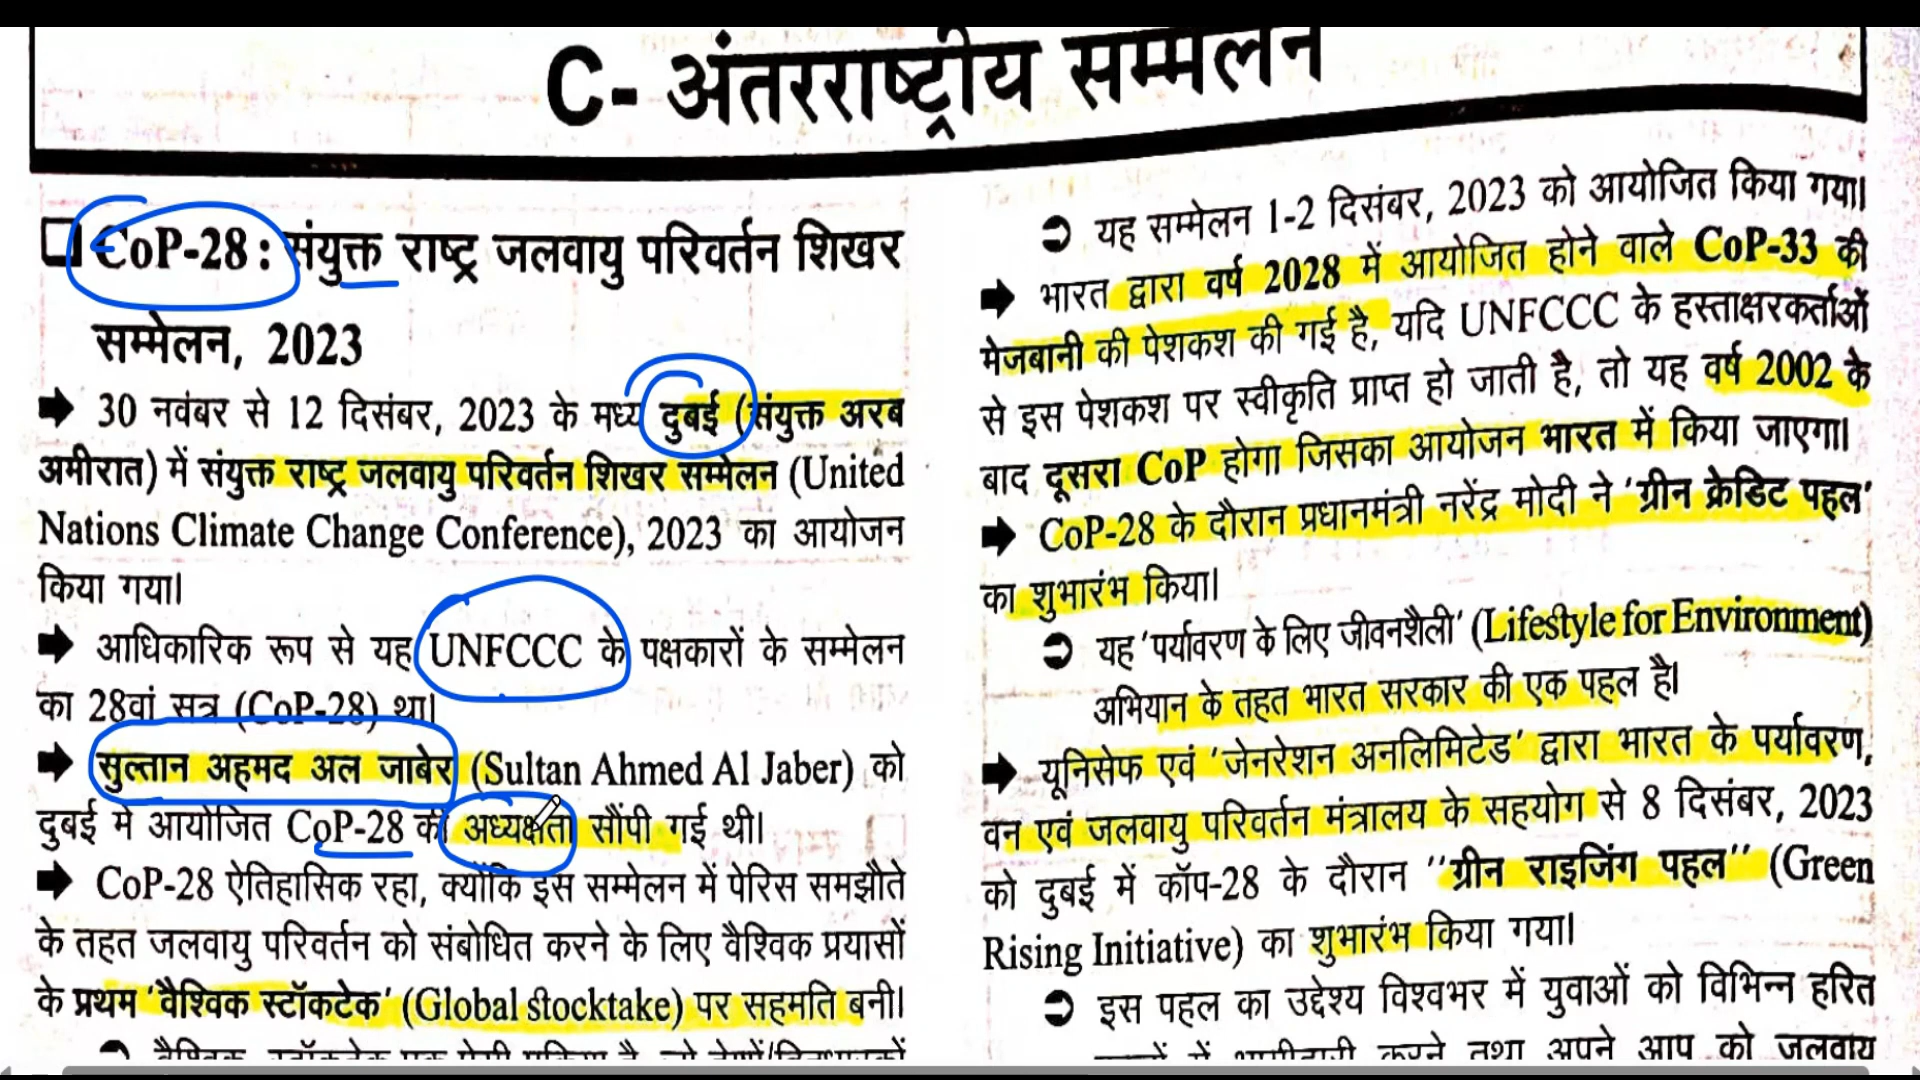 C- अंतरराष्ट्रीय सम्मेलन
CoP-28 : संयुक्त राष्ट्र जलवायु परिवर्तन शिखर
सम्मेलन, 2023
➡ 30 नवंबर से 12 दिसंबर, 2023 के मध्य दुबई (संयुक्त अरब
अमीरात) में संयुक्त राष्ट्र जलवायु परिवर्तन शिखर सम्मेलन (United
Nations Climate Change Conference), 2023 का आयोजन
किया गया।
➡ आधिकारिक रूप से यह UNFCCC के पक्षकारों के सम्मेलन
का 28वां सत्र (CoP-28) था।
➡ सुल्तान अहमद अल जाबेर (Sultan Ahmed Al Jaber) को
दुबई में आयोजित CoP-28 की अध्यक्षता सौंपी गई थी।
➡ CoP-28 ऐतिहासिक रहा, क्योंकि इस सम्मेलन में पेरिस समझौते
के तहत जलवायु परिवर्तन को संबोधित करने के लिए वैश्विक प्रयासों
के प्रथम 'वैश्विक स्टॉकटेक' (Global Stocktake) पर सहमति बनी।
यह सम्मेलन 1-2 दिसंबर, 2023 को आयोजित किया गया।
➡ भारत द्वारा वर्ष 2028 में आयोजित होने वाले CoP-33 की
मेजबानी की पेशकश की गई है, यदि UNFCCC के हस्ताक्षरकर्ताओं
से इस पेशकश पर स्वीकृति प्राप्त हो जाती है, तो यह वर्ष 2002 के
बाद दूसरा CoP होगा जिसका आयोजन भारत में किया जाएगा।
➡ CoP-28 के दौरान प्रधानमंत्री नरेंद्र मोदी ने 'ग्रीन क्रेडिट पहल'
का शुभारंभ किया।
यह 'पर्यावरण के लिए जीवनशैली' (Lifestyle for Environment)
अभियान के तहत भारत सरकार की एक पहल है।
➡ यूनिसेफ एवं 'जेनरेशन अनलिमिटेड' द्वारा भारत के पर्यावरण,
वन एवं जलवायु परिवर्तन मंत्रालय के सहयोग से 8 दिसंबर, 2023
को दुबई में कॉप-28 के दौरान "ग्रीन राइजिंग पहल" (Green
Rising Initiative) का शुभारंभ किया गया।
इस पहल का उद्देश्य विश्वभर में युवाओं को विभिन्न हरित